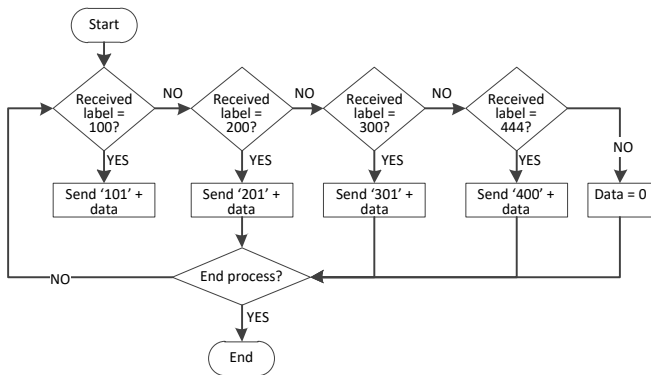 Start
Received
label =
100?
NO
Received
label =
200?
NO
Received
label =
300?
NO
Received
label =
444?
NO
YES
YES
YES
YES
Send ‘101’ +
data
Send ‘201’ +
data
Send ‘301’ +
data
Send ‘400’ +
data
Data = 0
End process?
NO
YES
End